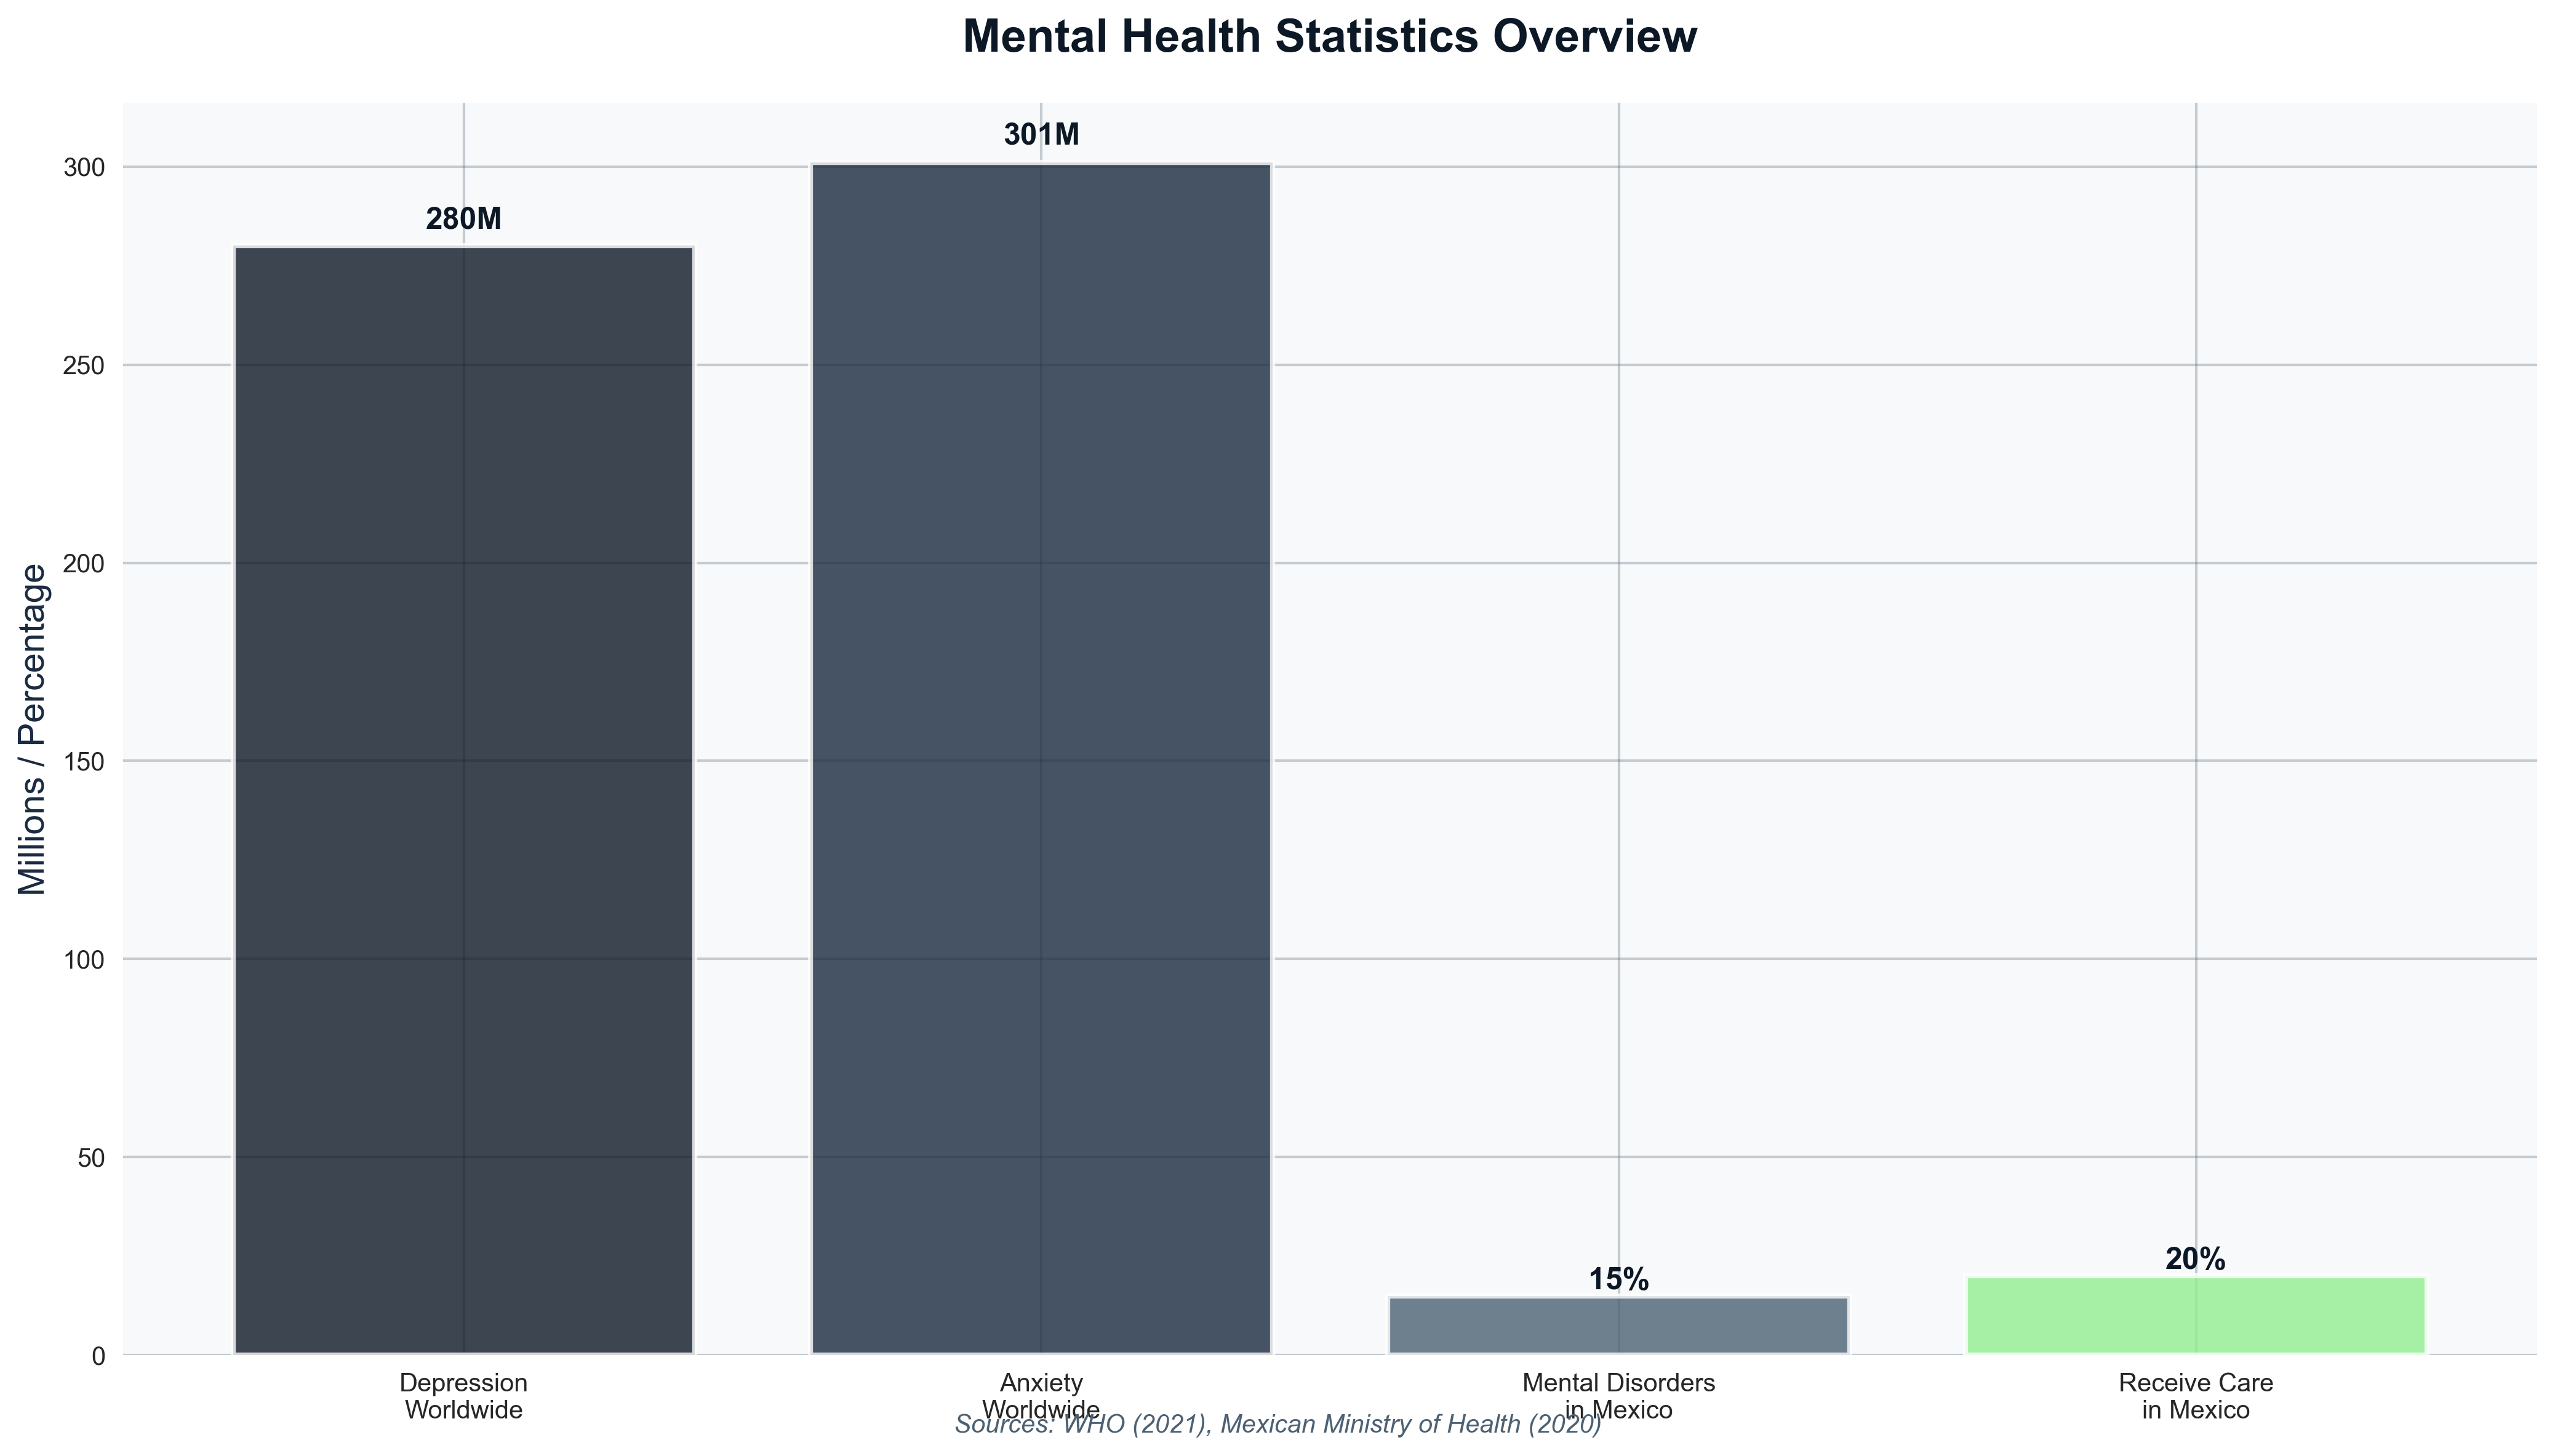 Mental Health Statistics Overview
Millions / Percentage
300
250
200
150
100
50
0
280M
301M
15%
20%
Depression
Worldwide
Anxiety
Worldwide
Mental Disorders
in Mexico
Receive Care
in Mexico
Sources: WHO (2021), Mexican Ministry of Health (2020)